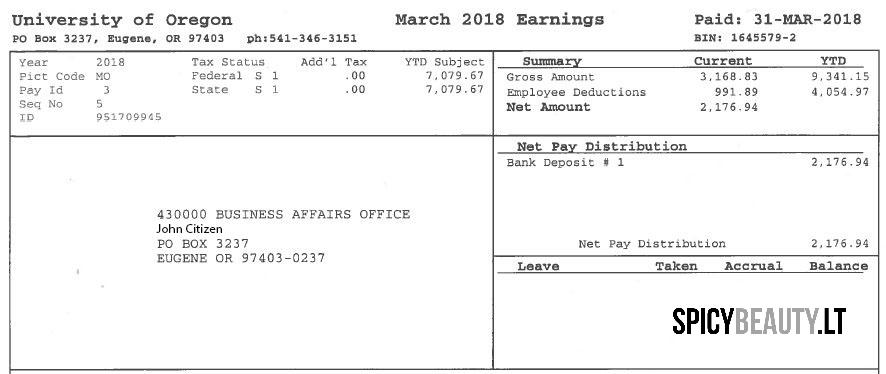 University of Oregon March 2018 Earnings Paid: 31-MAR-2018
PO Box 3237, Eugene, OR 97403 ph:541-346-3151 BIN: 1645579-2
Year 2018 Tax Status Add'l Tax YTD Subject
Pict Code MO Federal S 1 .00 7,079.67
Pay Id 3 State S 1 .00 7,079.67
Seq No 5
ID 951709945
Summary Current YTD
Gross Amount 3,168.83 9,341.15
Employee Deductions 991.89 4,054.97
Net Amount 2,176.94
Net Pay Distribution
Bank Deposit # 1 2,176.94
430000 BUSINESS AFFAIRS OFFICE
John Citizen
PO BOX 3237
EUGENE OR 97403-0237
Net Pay Distribution 2,176.94
Leave Taken Accrual Balance
SPICYBEAUTY.LT